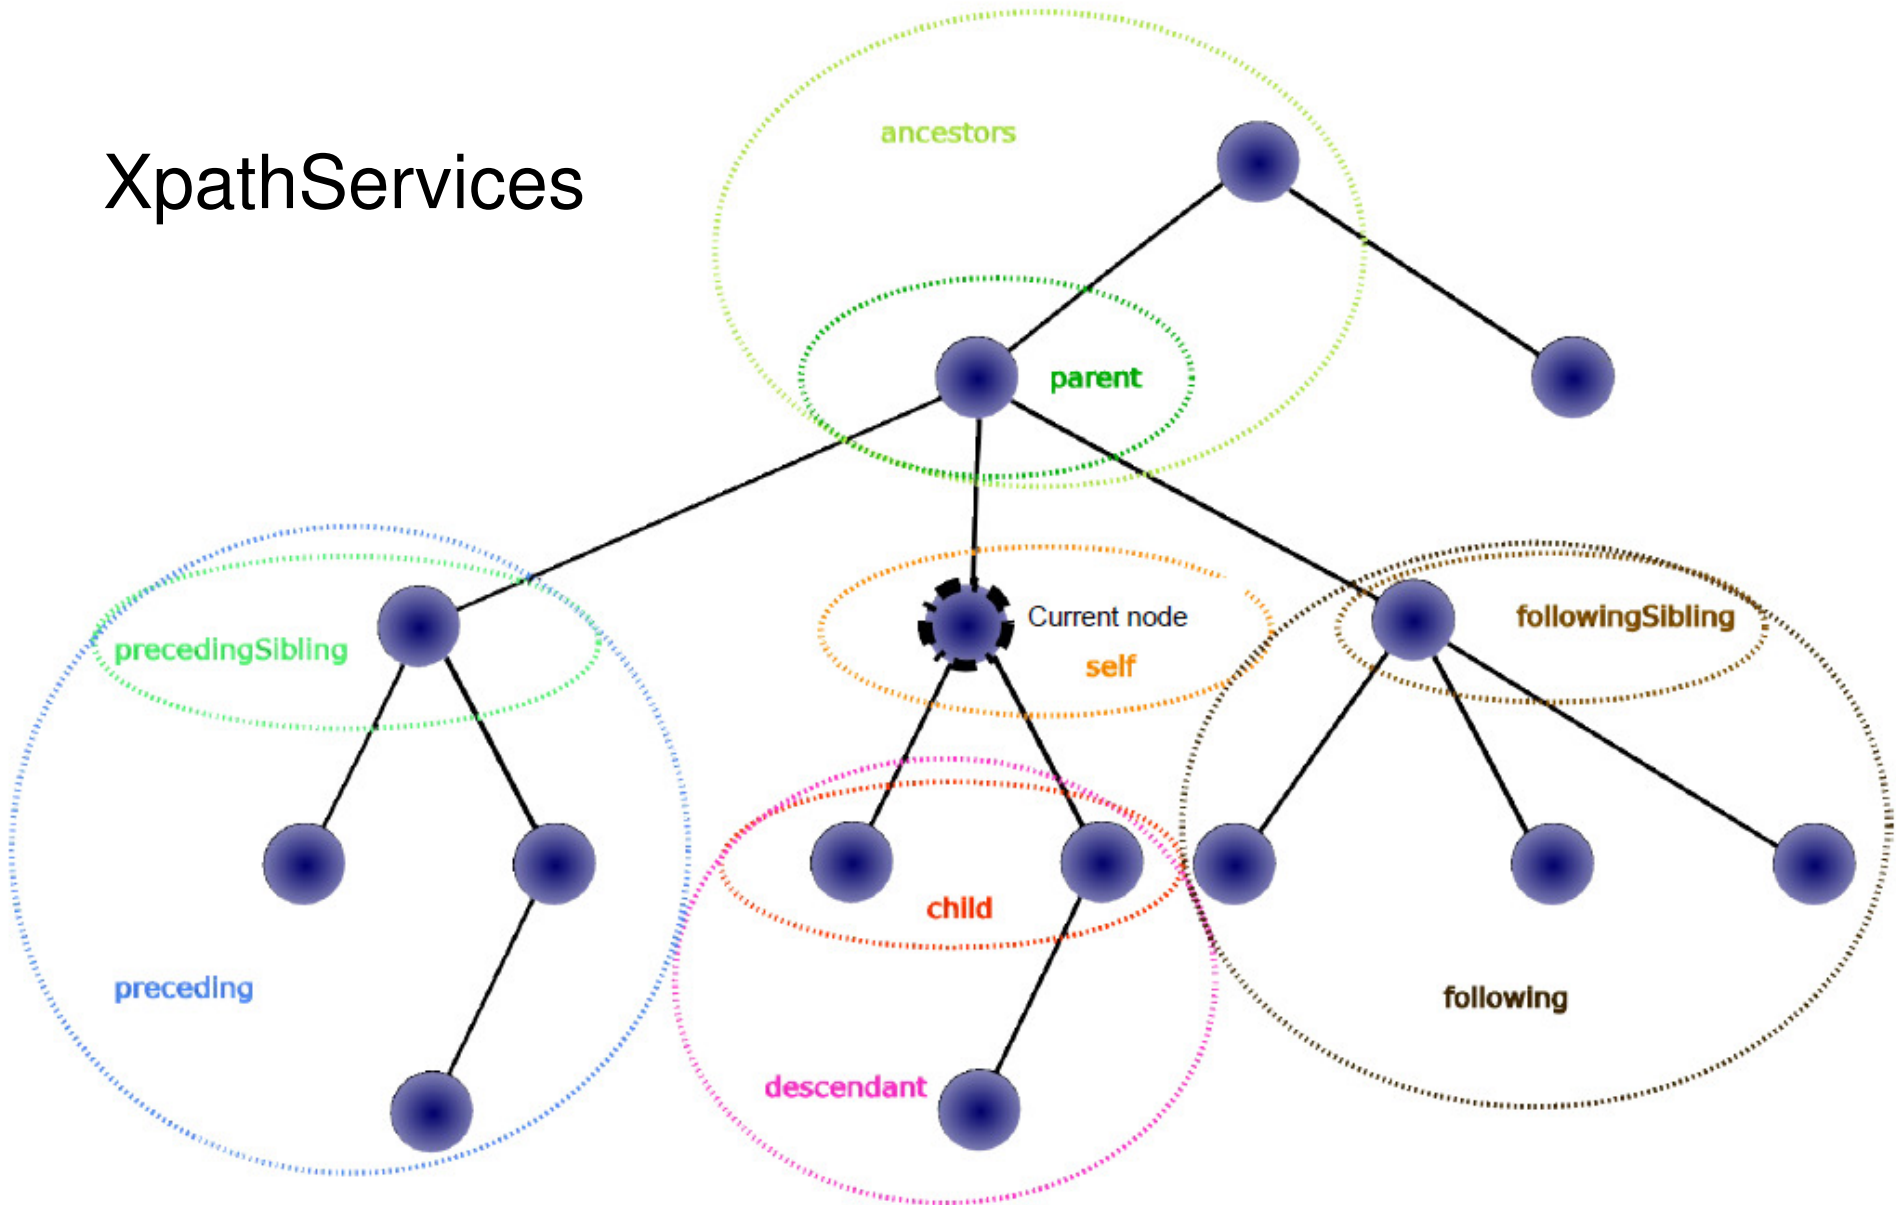 ancestors
XpathServices
parent
Current node
followingSibling
precedingSibling
self
child
preceding
following
descendant